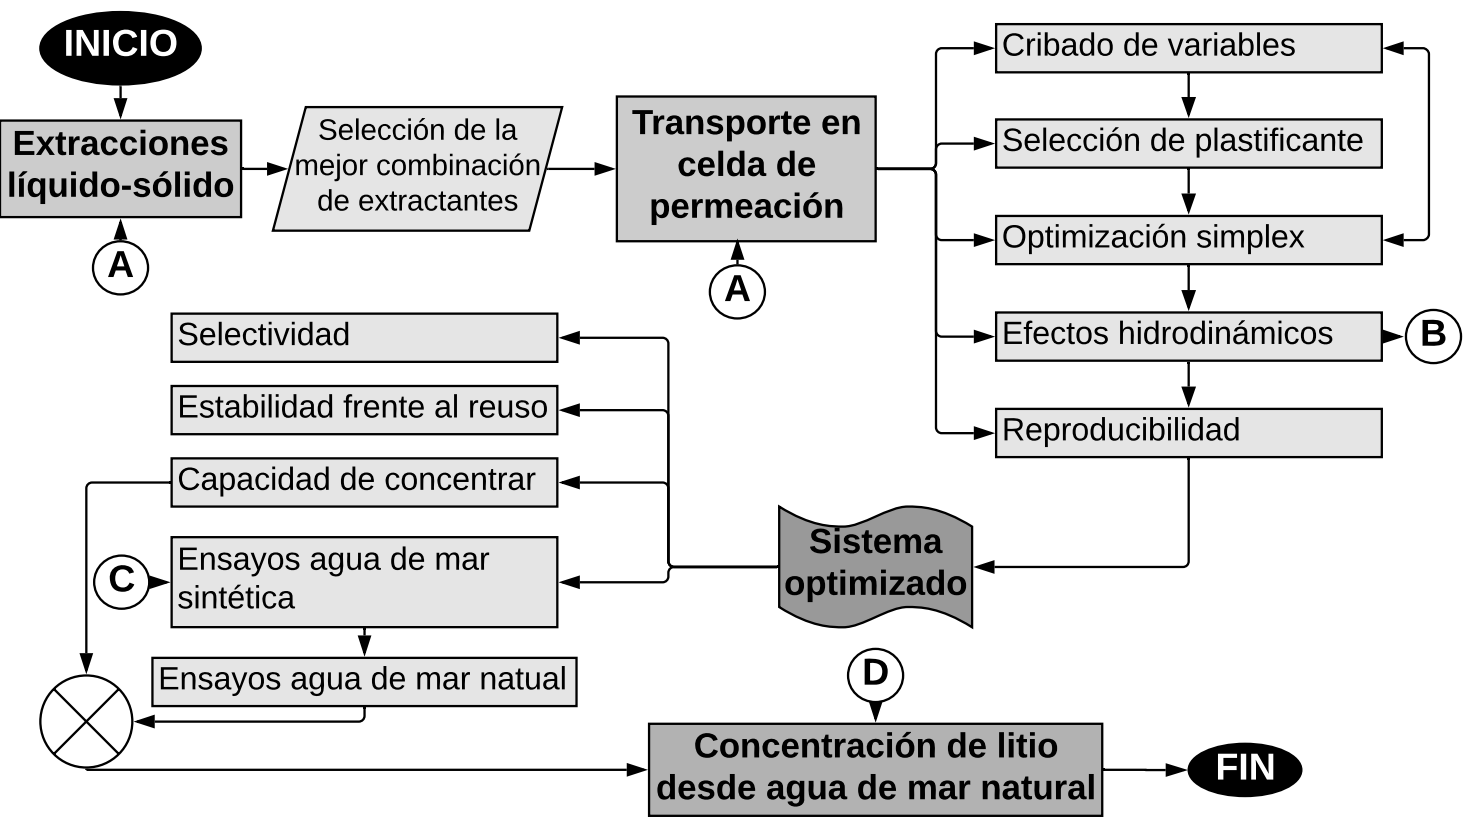 INICIO
Extracciones
líquido-sólido
A
Selección de la
mejor combinación
de extractantes
Transporte en
celda de
permeación
A
Cribado de variables
Selección de plastificante
Optimización simplex
Efectos hidrodinámicos
B
Reproducibilidad
Sistema
optimizado
Selectividad
Estabilidad frente al reuso
Capacidad de concentrar
C
Ensayos agua de mar
sintética
Ensayos agua de mar natual
D
Concentración de litio
desde agua de mar natural
FIN